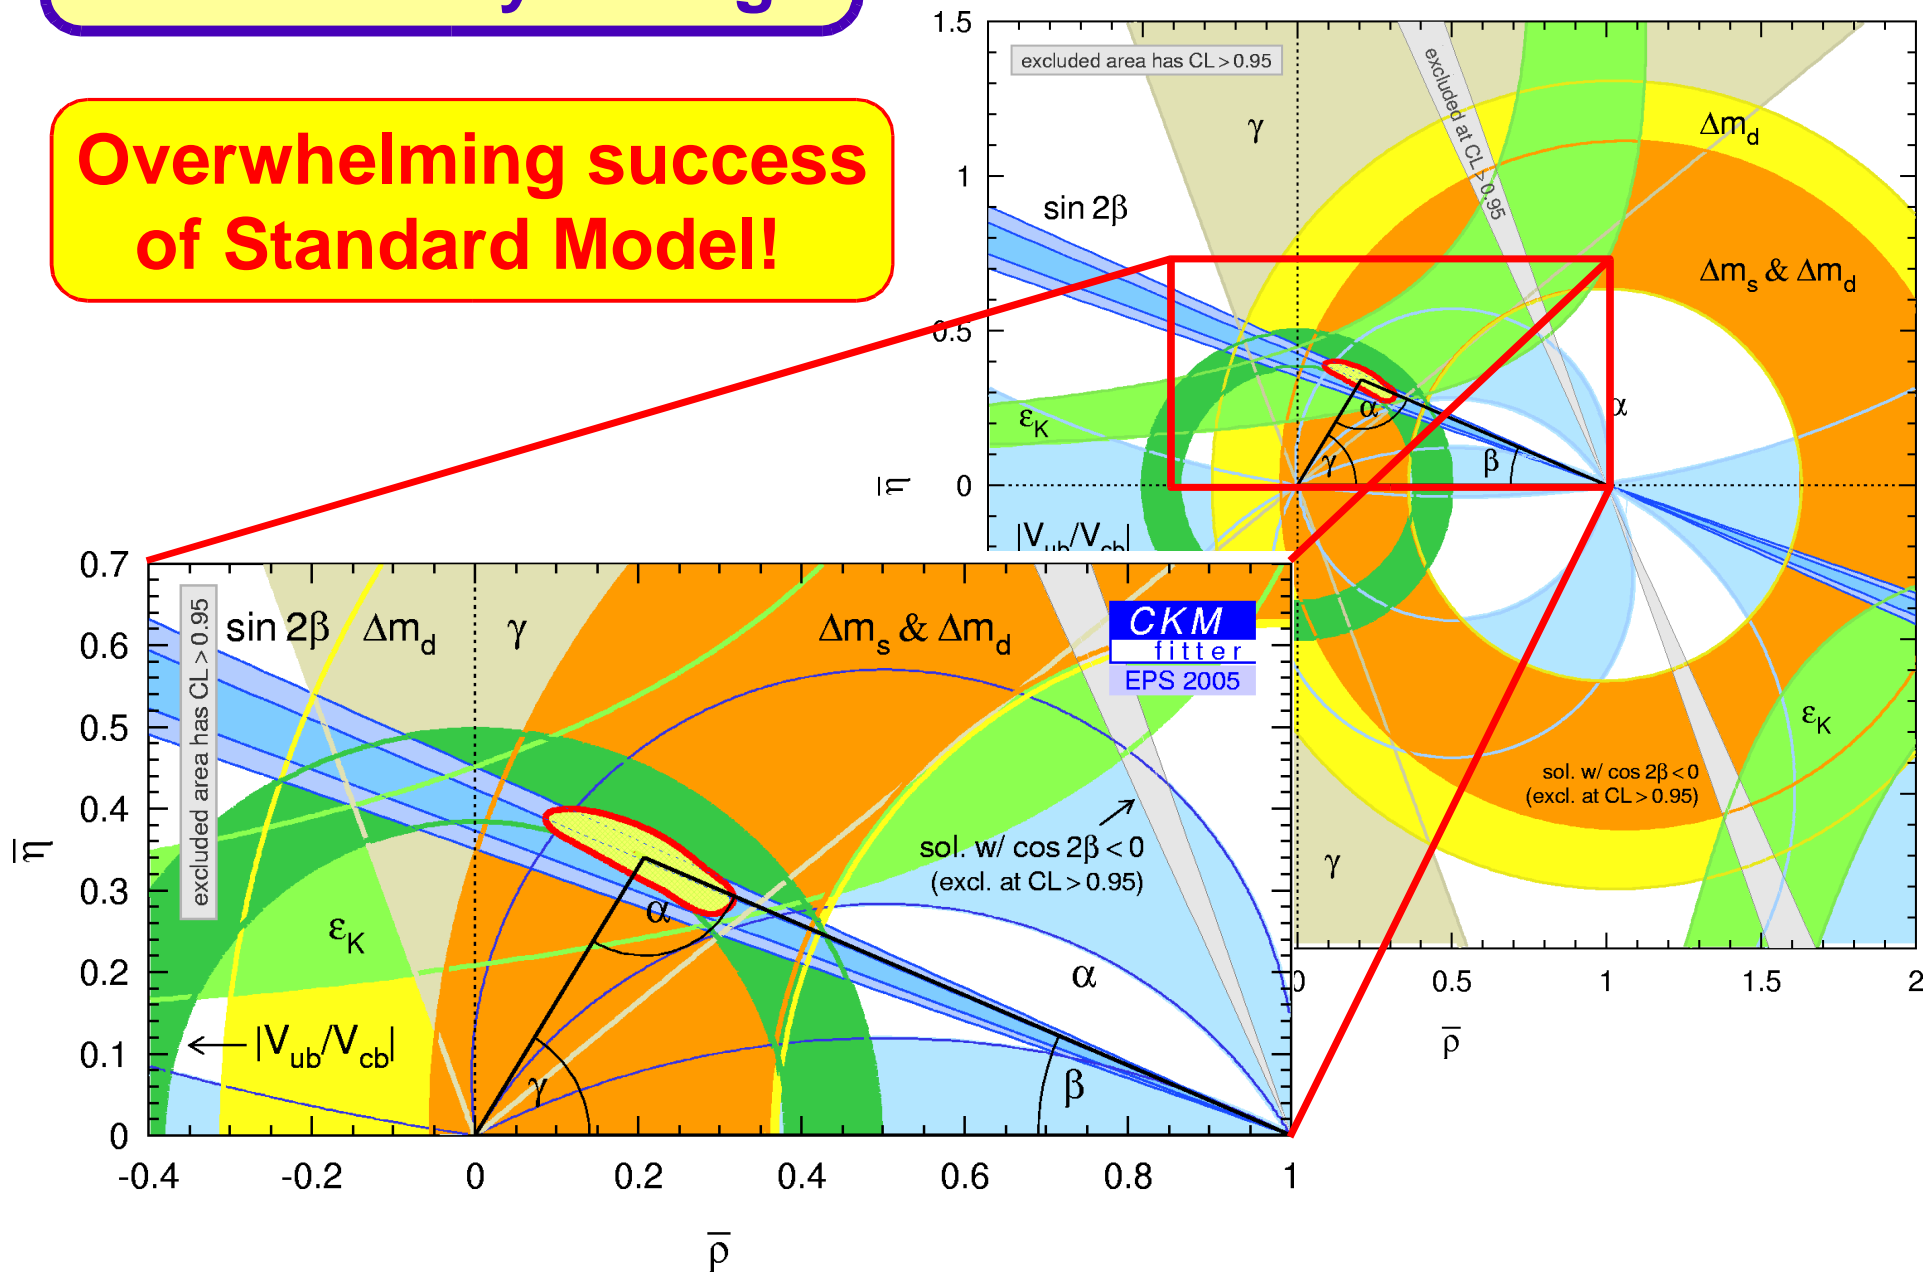 Overwhelming success
of Standard Model!
1.5
excluded area has CL > 0.95
excluded at CL > 0.95
excluded at CL > 0.95
γ
Δm_d
1
sin 2β
Δm_s & Δm_d
0.5
ε_K
α
α
γ
β
η̄
0
|V_ub/V_cb|
ε_K
sol. w/ cos 2β < 0
(excl. at CL > 0.95)
γ
0
0.5
1
1.5
2
ρ̄
0.7
0.6
0.5
0.4
0.3
0.2
0.1
0
η̄
excluded area has CL > 0.95
sin 2β
Δm_d
γ
Δm_s & Δm_d
CKM
fitter
EPS 2005
sol. w/ cos 2β < 0
(excl. at CL > 0.95)
α
ε_K
α
|V_ub/V_cb|
γ
β
-0.4
-0.2
0
0.2
0.4
0.6
0.8
1
ρ̄